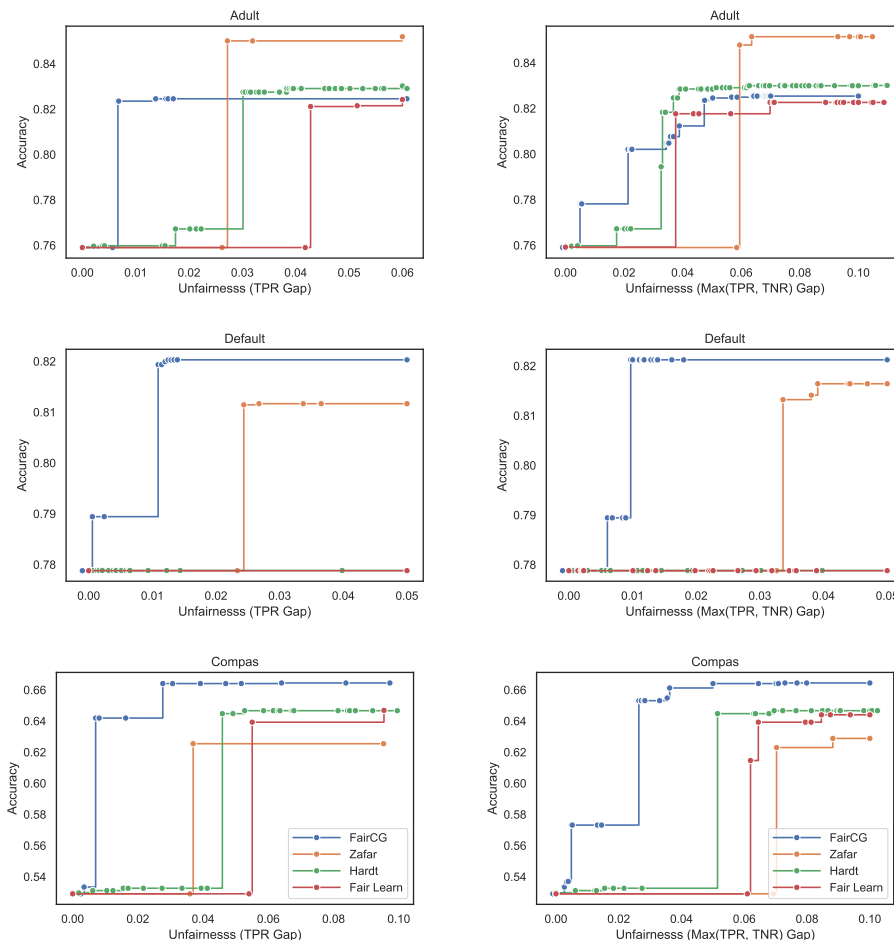 Adult
Accuracy
0.84
0.82
0.80
0.78
0.76
0.00 0.01 0.02 0.03 0.04 0.05 0.06
Unfairnesss (TPR Gap)
Adult
Accuracy
0.84
0.82
0.80
0.78
0.76
0.00 0.02 0.04 0.06 0.08 0.10
Unfairnesss (Max(TPR, TNR) Gap)
Default
Accuracy
0.82
0.81
0.80
0.79
0.78
0.00 0.01 0.02 0.03 0.04 0.05
Unfairnesss (TPR Gap)
Default
Accuracy
0.82
0.81
0.80
0.79
0.78
0.00 0.01 0.02 0.03 0.04 0.05
Unfairnesss (Max(TPR, TNR) Gap)
Compas
Accuracy
0.66
0.64
0.62
0.60
0.58
0.56
0.54
FairCG
Zafar
Hardt
Fair Learn
0.00 0.02 0.04 0.06 0.08 0.10
Unfairnesss (TPR Gap)
Compas
Accuracy
0.66
0.64
0.62
0.60
0.58
0.56
0.54
FairCG
Zafar
Hardt
Fair Learn
0.00 0.02 0.04 0.06 0.08 0.10
Unfairnesss (Max(TPR, TNR) Gap)